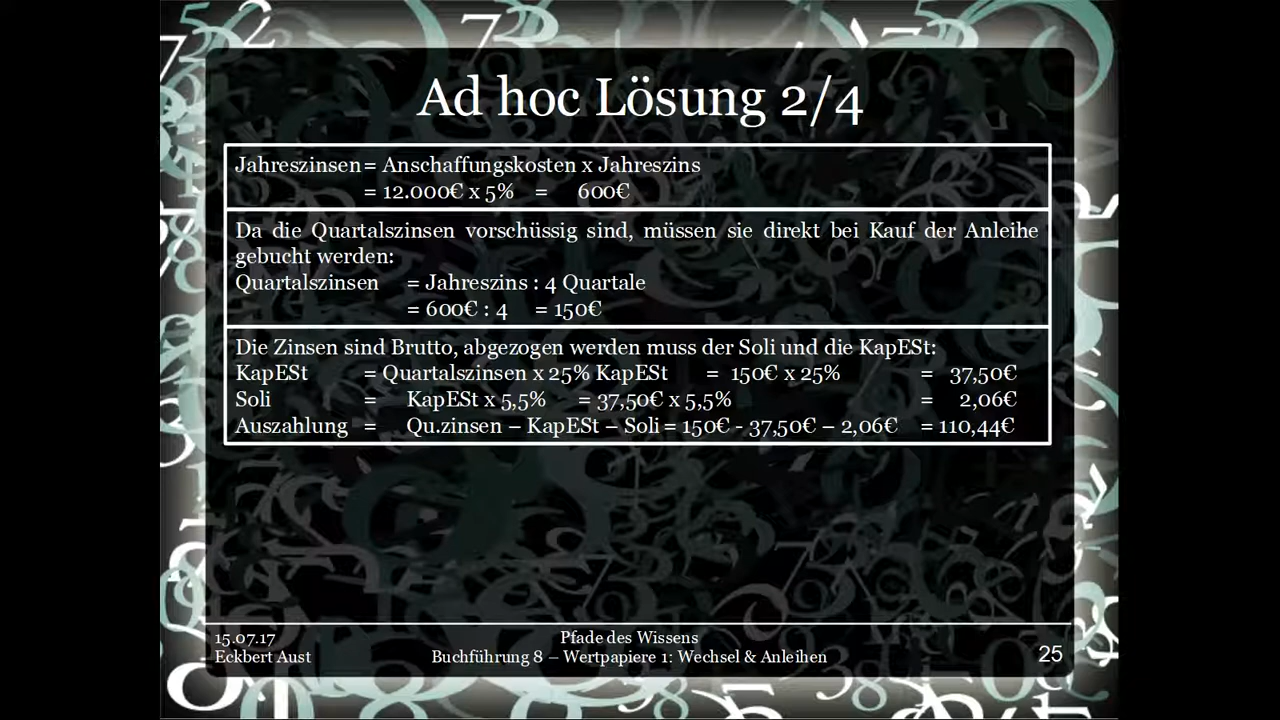 Ad hoc Lösung 2/4
Jahreszinsen = Anschaffungskosten x Jahreszins
= 12.000€ x 5% = 600€
Da die Quartalszinsen vorschüssig sind, müssen sie direkt bei Kauf der Anleihe
gebucht werden:
Quartalszinsen = Jahreszins : 4 Quartale
= 600€ : 4 = 150€
Die Zinsen sind Brutto, abgezogen werden muss der Soli und die KapESt:
KapESt = Quartalszinsen x 25% KapESt = 150€ x 25% = 37,50€
Soli = KapESt x 5,5% = 37,50€ x 5,5% = 2,06€
Auszahlung = Qu.zinsen – KapESt – Soli = 150€ - 37,50€ – 2,06€ = 110,44€
15.07.17
Eckbert Aust
Pfade des Wissens
Buchführung 8 – Wertpapiere 1: Wechsel & Anleihen
25